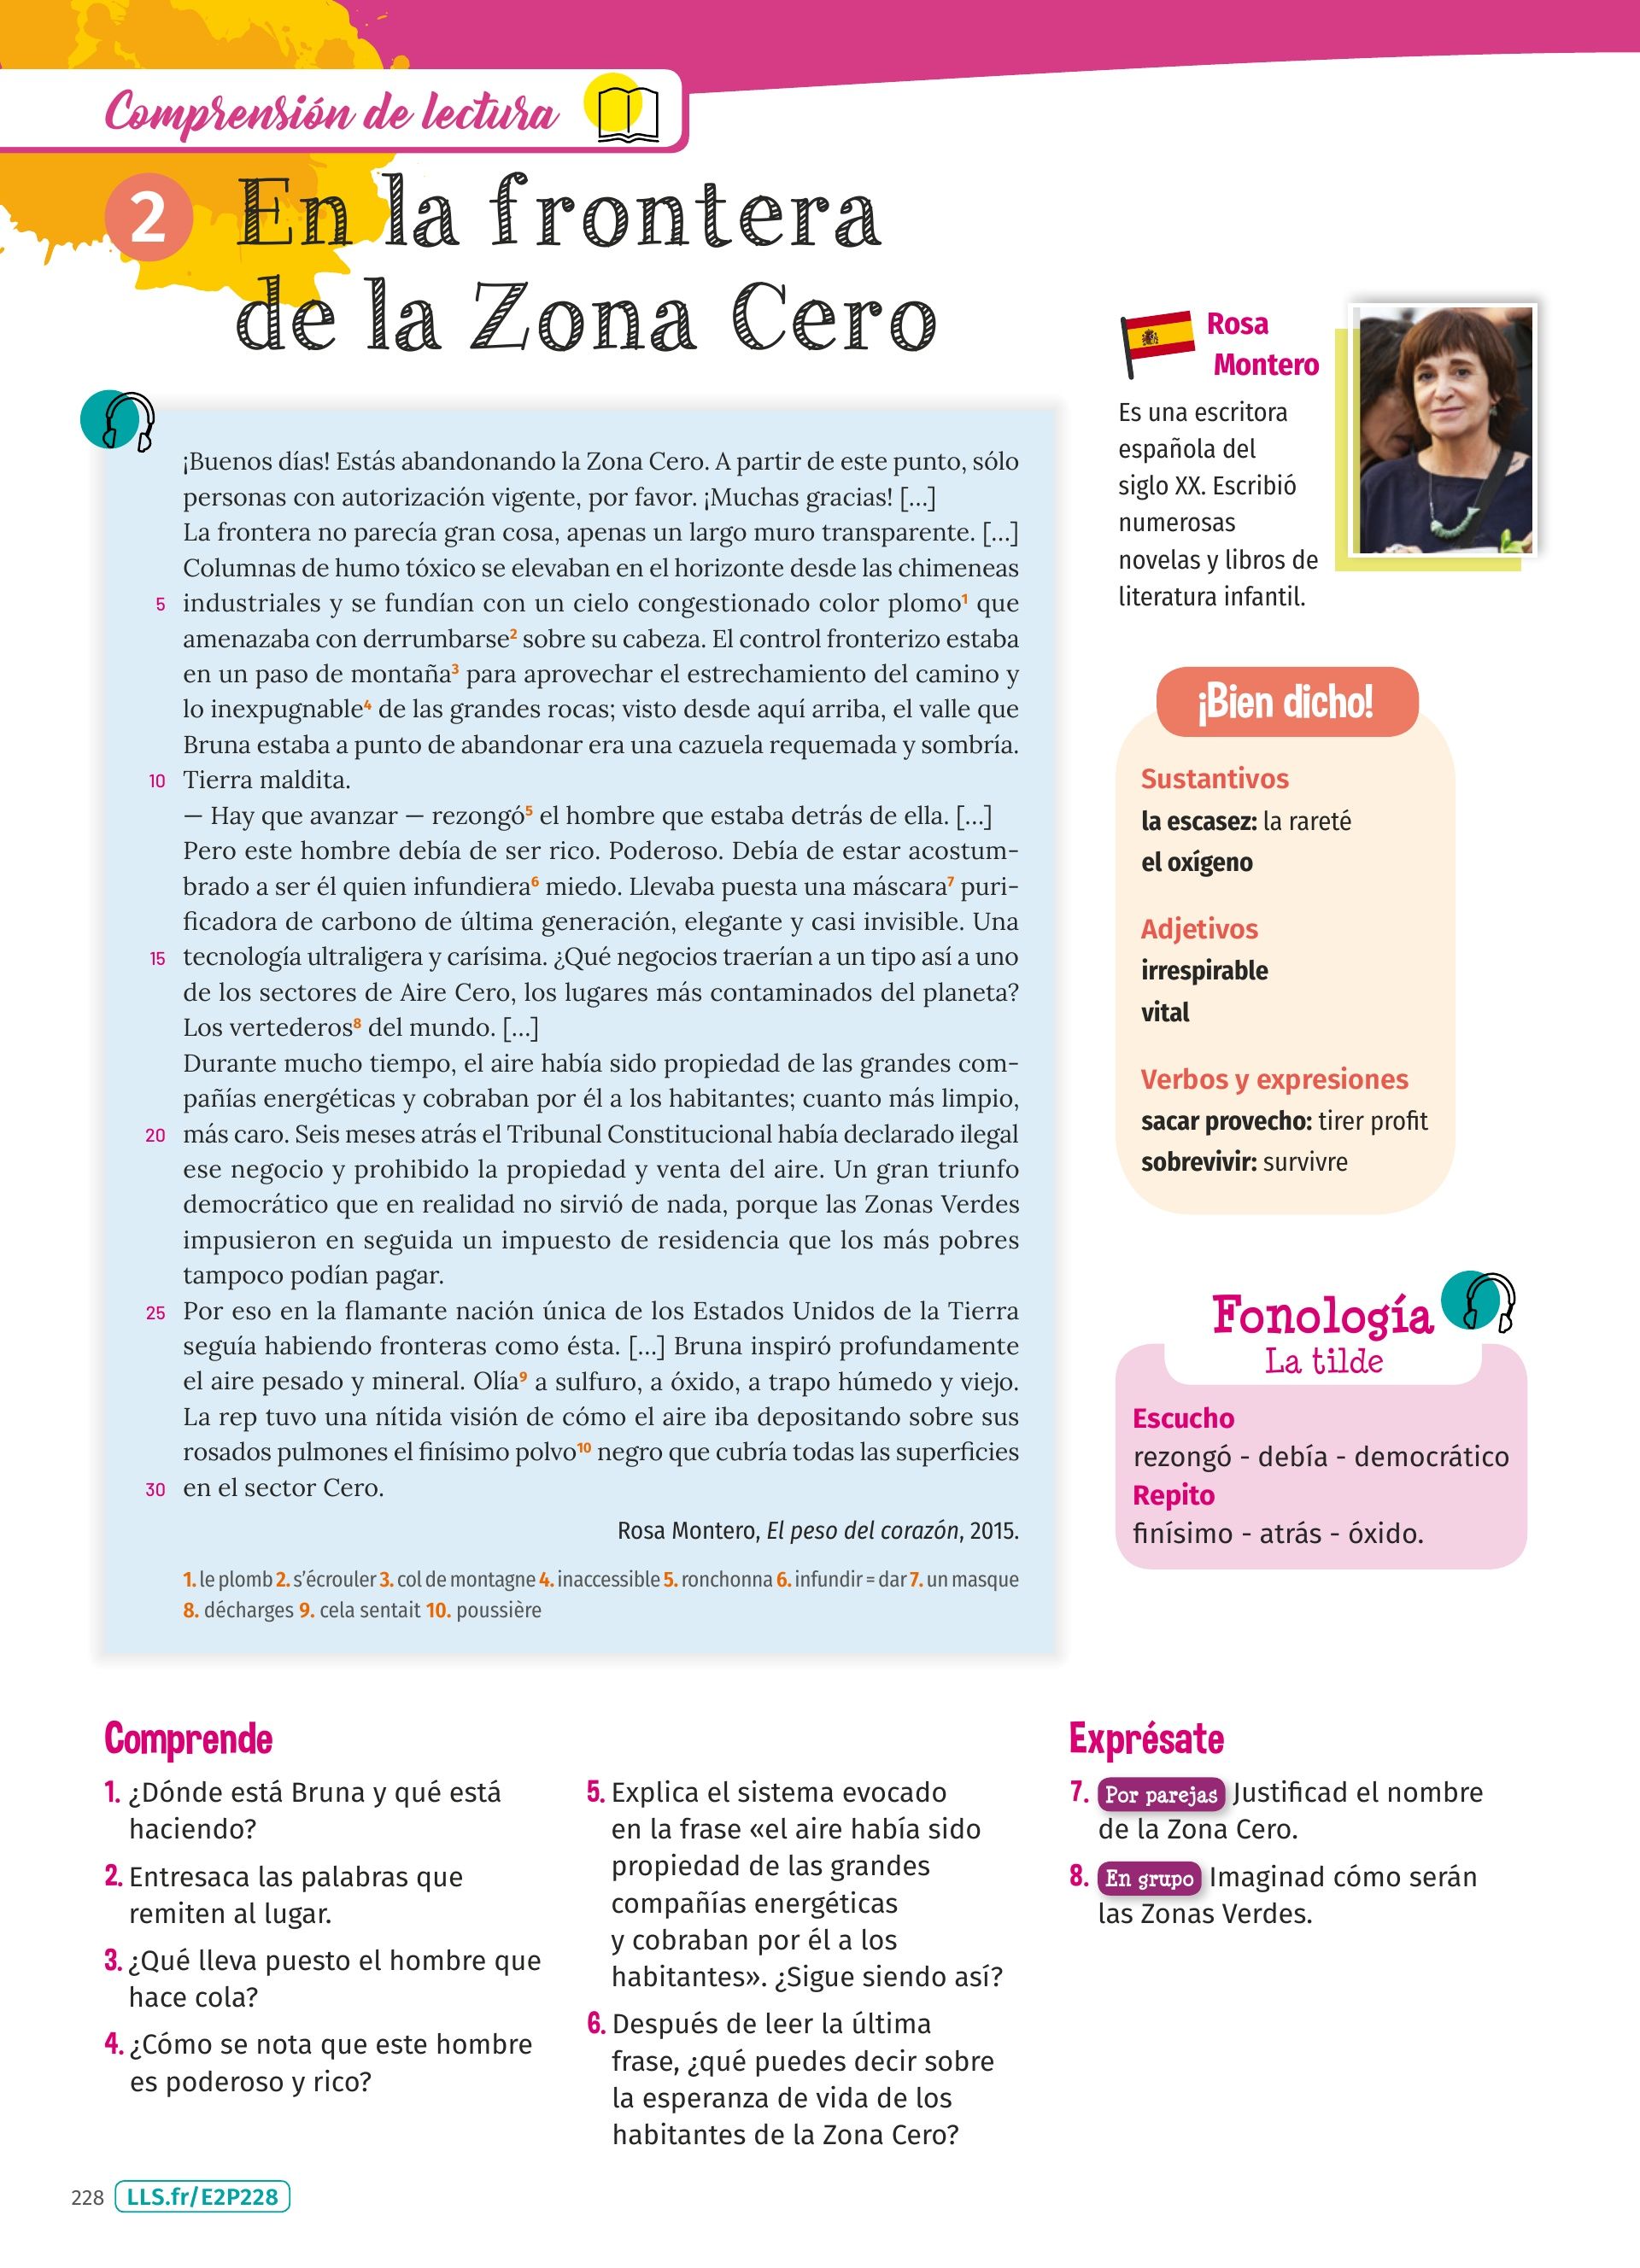 Comprensión de lectura
2 En la frontera
de la Zona Cero
¡Buenos días! Estás abandonando la Zona Cero. A partir de este punto, sólo
personas con autorización vigente, por favor. ¡Muchas gracias! [...]
La frontera no parecía gran cosa, apenas un largo muro transparente. [...]
Columnas de humo tóxico se elevaban en el horizonte desde las chimeneas
5 industriales y se fundían con un cielo congestionado color plomo¹ que
amenazaba con derrumbarse² sobre su cabeza. El control fronterizo estaba
en un paso de montaña³ para aprovechar el estrechamiento del camino y
lo inexpugnable⁴ de las grandes rocas; visto desde aquí arriba, el valle que
Bruna estaba a punto de abandonar era una cazuela requemada y sombría.
10 Tierra maldita.
— Hay que avanzar — rezongó⁵ el hombre que estaba detrás de ella. [...]
Pero este hombre debía de ser rico. Poderoso. Debía de estar acostum-
brado a ser él quien infundiera⁶ miedo. Llevaba puesta una máscara⁷ puri-
ficadora de carbono de última generación, elegante y casi invisible. Una
15 tecnología ultraligera y carísima. ¿Qué negocios traerían a un tipo así a uno
de los sectores de Aire Cero, los lugares más contaminados del planeta?
Los vertederos⁸ del mundo. [...]
Durante mucho tiempo, el aire había sido propiedad de las grandes com-
pañías energéticas y cobraban por él a los habitantes; cuanto más limpio,
20 más caro. Seis meses atrás el Tribunal Constitucional había declarado ilegal
ese negocio y prohibido la propiedad y venta del aire. Un gran triunfo
democrático que en realidad no sirvió de nada, porque las Zonas Verdes
impusieron en seguida un impuesto de residencia que los más pobres
tampoco podían pagar.
25 Por eso en la flamante nación única de los Estados Unidos de la Tierra
seguía habiendo fronteras como ésta. [...] Bruna inspiró profundamente
el aire pesado y mineral. Olía⁹ a sulfuro, a óxido, a trapo húmedo y viejo.
La rep tuvo una nítida visión de cómo el aire iba depositando sobre sus
rosados pulmones el finísimo polvo¹⁰ negro que cubría todas las superficies
30 en el sector Cero.
Rosa Montero, El peso del corazón, 2015.
1. le plomb 2. s'écrouler 3. col de montagne 4. inaccessible 5. ronchonna 6. infundir = dar 7. un masque
8. décharges 9. cela sentait 10. poussière
Rosa
Montero
Es una escritora
española del
siglo XX. Escribió
numerosas
novelas y libros de
literatura infantil.
¡Bien dicho!
Sustantivos
la escasez: la rareté
el oxígeno
Adjetivos
irrespirable
vital
Verbos y expresiones
sacar provecho: tirer profit
sobrevivir: survivre
Fonología
La tilde
Escucho
rezongó - debía - democrático
Repito
finísimo - atrás - óxido.
Comprende
1. ¿Dónde está Bruna y qué está
haciendo?
2. Entresaca las palabras que
remiten al lugar.
3. ¿Qué lleva puesto el hombre que
hace cola?
4. ¿Cómo se nota que este hombre
es poderoso y rico?
5. Explica el sistema evocado
en la frase «el aire había sido
propiedad de las grandes
compañías energéticas
y cobraban por él a los
habitantes». ¿Sigue siendo así?
6. Después de leer la última
frase, ¿qué puedes decir sobre
la esperanza de vida de los
habitantes de la Zona Cero?
Exprésate
7. Por parejas Justificad el nombre
de la Zona Cero.
8. En grupo Imaginad cómo serán
las Zonas Verdes.
228 LLS.fr/E2P228